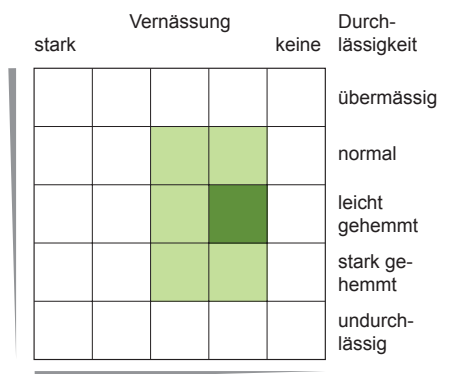 Vernässung
Durch-
stark
keine
lässigkeit
übermässig
normal
leicht
gehemmt
stark ge-
hemmt
undurch-
lässig